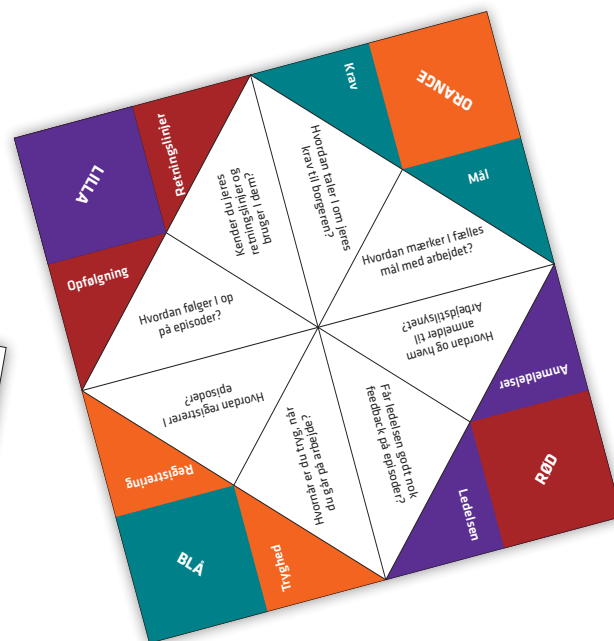 ORANGE
Krav
Mål
Retningslinjer
LILLA
Opfølgning
Hvordan taler I om jeres
krav til borgeren?
Kender du jeres
retningslinjer og
bruger I dem?
Hvordan mærker I fælles
mål med arbejdet?
Hvordan følger I op
på episoder?
Hvordan og hvem
anmelder til
Arbejdstilsynet?
Anmeldelser
Hvordan registrerer I
episoder?
Får ledelsen godt nok
feedback på episoder?
Hvornår er du tryg, når
du går på arbejde?
Registrering
RØD
Ledelsen
BLÅ
Tryghed